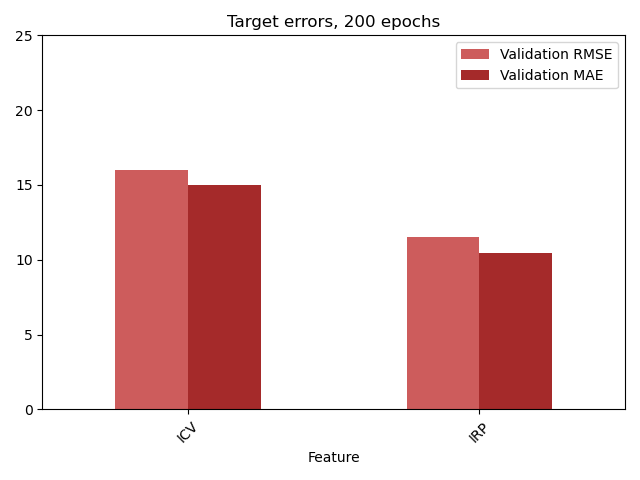 Target errors, 200 epochs
Validation RMSE
Validation MAE
25
20
15
10
5
0
ICV
IRP
Feature